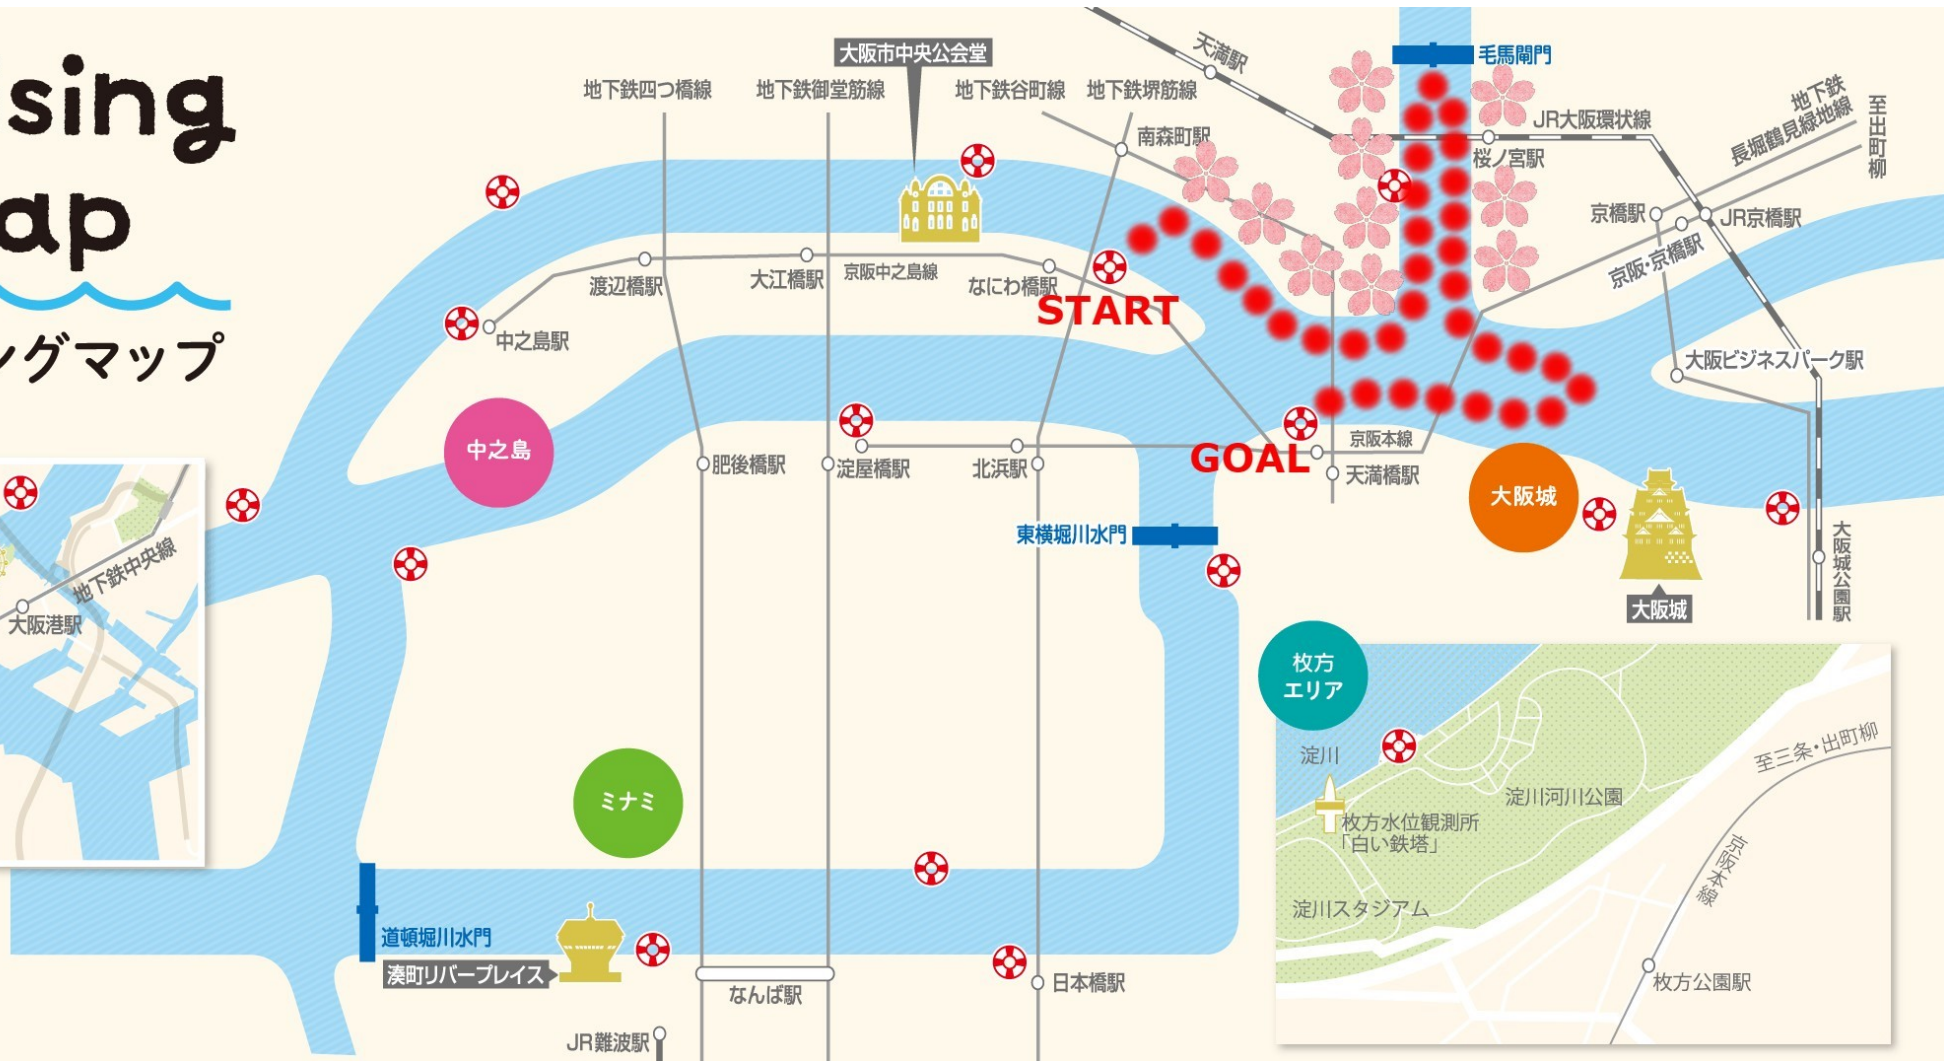 sing
ap
ングマップ
大阪市中央公会堂
地下鉄四つ橋線
地下鉄御堂筋線
地下鉄谷町線
地下鉄堺筋線
天満駅
毛馬閘門
南森町駅
JR大阪環状線
桜ノ宮駅
地下鉄
長堀鶴見緑地線
至出町柳
京橋駅
JR京橋駅
京阪・京橋駅
渡辺橋駅
大江橋駅
京阪中之島線
なにわ橋駅
START
中之島駅
大阪ビジネスパーク駅
中之島
肥後橋駅
淀屋橋駅
北浜駅
GOAL
京阪本線
天満橋駅
大阪城
東横堀川水門
大阪城公園駅
大阪城
地下鉄中央線
大阪港駅
枚方
エリア
淀川
至三条・出町柳
淀川河川公園
枚方水位観測所
「白い鉄塔」
京阪本線
淀川スタジアム
枚方公園駅
ミナミ
道頓堀川水門
湊町リバープレイス
なんば駅
日本橋駅
JR難波駅